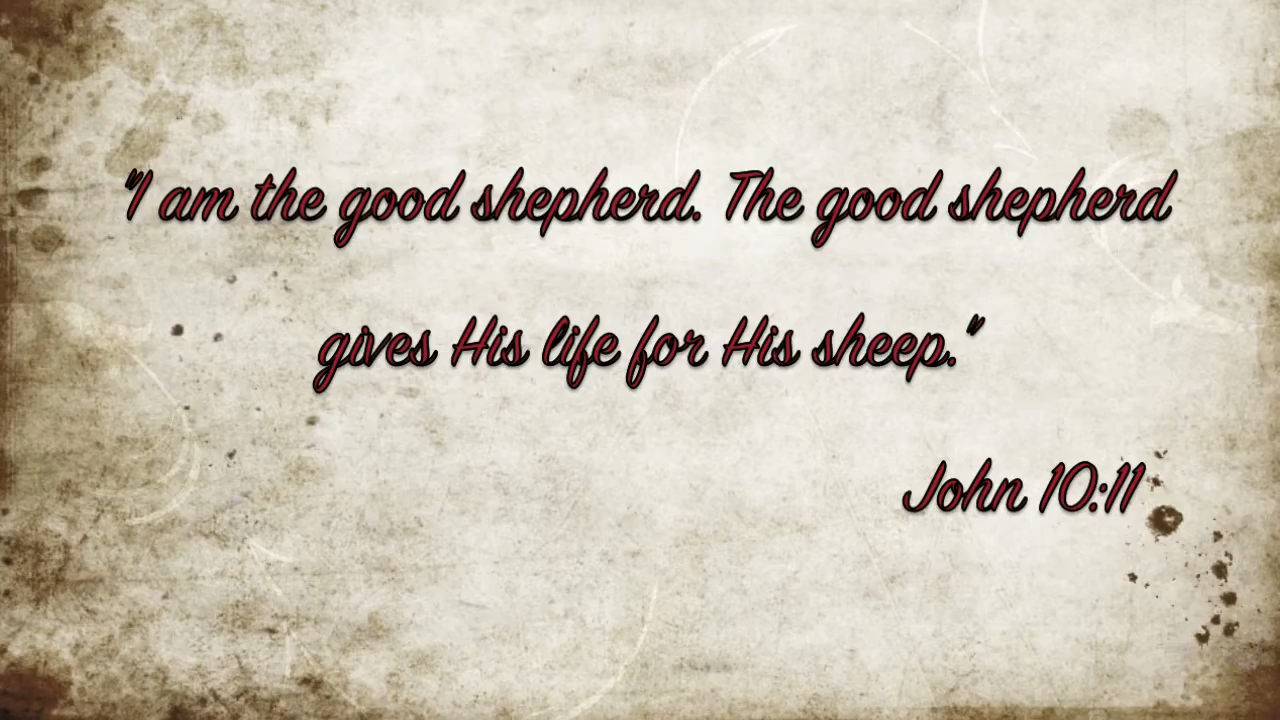 "I am the good shepherd. The good shepherd
gives His life for His sheep."
John 10:11